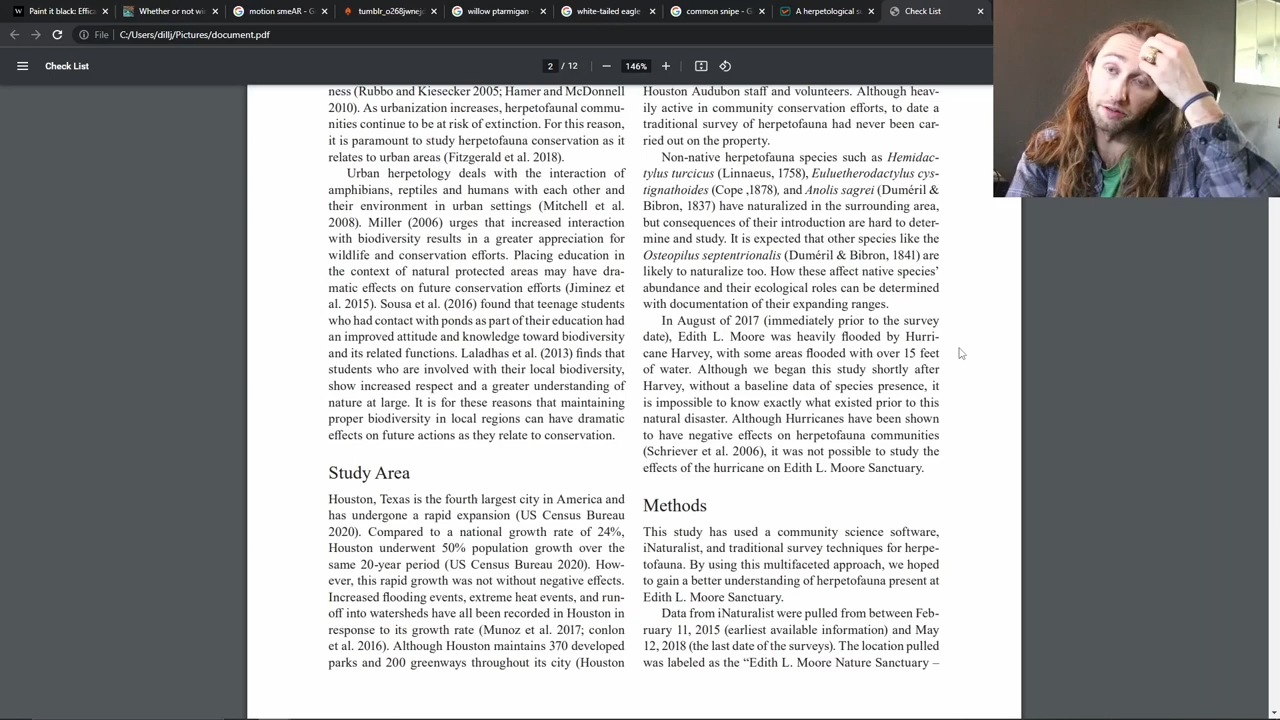 Paint it black: Effica
Whether or not wi
motion smeAR - G
tumblr_o268jwnej
willow ptarmigan
white-tailed eagle
common snipe - G
A herpetological s
Check List
File
C:/Users/dillj/Pictures/document.pdf
Check List
2 / 12
146%
ness (Rubbo and Kiesecker 2005; Hamer and McDonnell
2010). As urbanization increases, herpetofaunal commu-
nities continue to be at risk of extinction. For this reason,
it is paramount to study herpetofauna conservation as it
relates to urban areas (Fitzgerald et al. 2018).
Urban herpetology deals with the interaction of
amphibians, reptiles and humans with each other and
their environment in urban settings (Mitchell et al.
2008). Miller (2006) urges that increased interaction
with biodiversity results in a greater appreciation for
wildlife and conservation efforts. Placing education in
the context of natural protected areas may have dra-
matic effects on future conservation efforts (Jiminez et
al. 2015). Sousa et al. (2016) found that teenage students
who had contact with ponds as part of their education had
an improved attitude and knowledge toward biodiversity
and its related functions. Laladhas et al. (2013) finds that
students who are involved with their local biodiversity,
show increased respect and a greater understanding of
nature at large. It is for these reasons that maintaining
proper biodiversity in local regions can have dramatic
effects on future actions as they relate to conservation.
Study Area
Houston, Texas is the fourth largest city in America and
has undergone a rapid expansion (US Census Bureau
2020). Compared to a national growth rate of 24%,
Houston underwent 50% population growth over the
same 20-year period (US Census Bureau 2020). How-
ever, this rapid growth was not without negative effects.
Increased flooding events, extreme heat events, and run-
off into watersheds have all been recorded in Houston in
response to its growth rate (Munoz et al. 2017; conlon
et al. 2016). Although Houston maintains 370 developed
parks and 200 greenways throughout its city (Houston
Houston Audubon staff and volunteers. Although heav-
ily active in community conservation efforts, to date a
traditional survey of herpetofauna had never been car-
ried out on the property.
Non-native herpetofauna species such as Hemidac-
tylus turcicus (Linnaeus, 1758), Euluetherodactylus cys-
tignathoides (Cope ,1878), and Anolis sagrei (Duméril &
Bibron, 1837) have naturalized in the surrounding area,
but consequences of their introduction are hard to deter-
mine and study. It is expected that other species like the
Osteopilus septentrionalis (Duméril & Bibron, 1841) are
likely to naturalize too. How these affect native species’
abundance and their ecological roles can be determined
with documentation of their expanding ranges.
In August of 2017 (immediately prior to the survey
date), Edith L. Moore was heavily flooded by Hurri-
cane Harvey, with some areas flooded with over 15 feet
of water. Although we began this study shortly after
Harvey, without a baseline data of species presence, it
is impossible to know exactly what existed prior to this
natural disaster. Although Hurricanes have been shown
to have negative effects on herpetofauna communities
(Schriever et al. 2006), it was not possible to study the
effects of the hurricane on Edith L. Moore Sanctuary.
Methods
This study has used a community science software,
iNaturalist, and traditional survey techniques for herpe-
tofauna. By using this multifaceted approach, we hoped
to gain a better understanding of herpetofauna present at
Edith L. Moore Sanctuary.
Data from iNaturalist were pulled from between Feb-
ruary 11, 2015 (earliest available information) and May
12, 2018 (the last date of the surveys). The location pulled
was labeled as the “Edith L. Moore Nature Sanctuary –